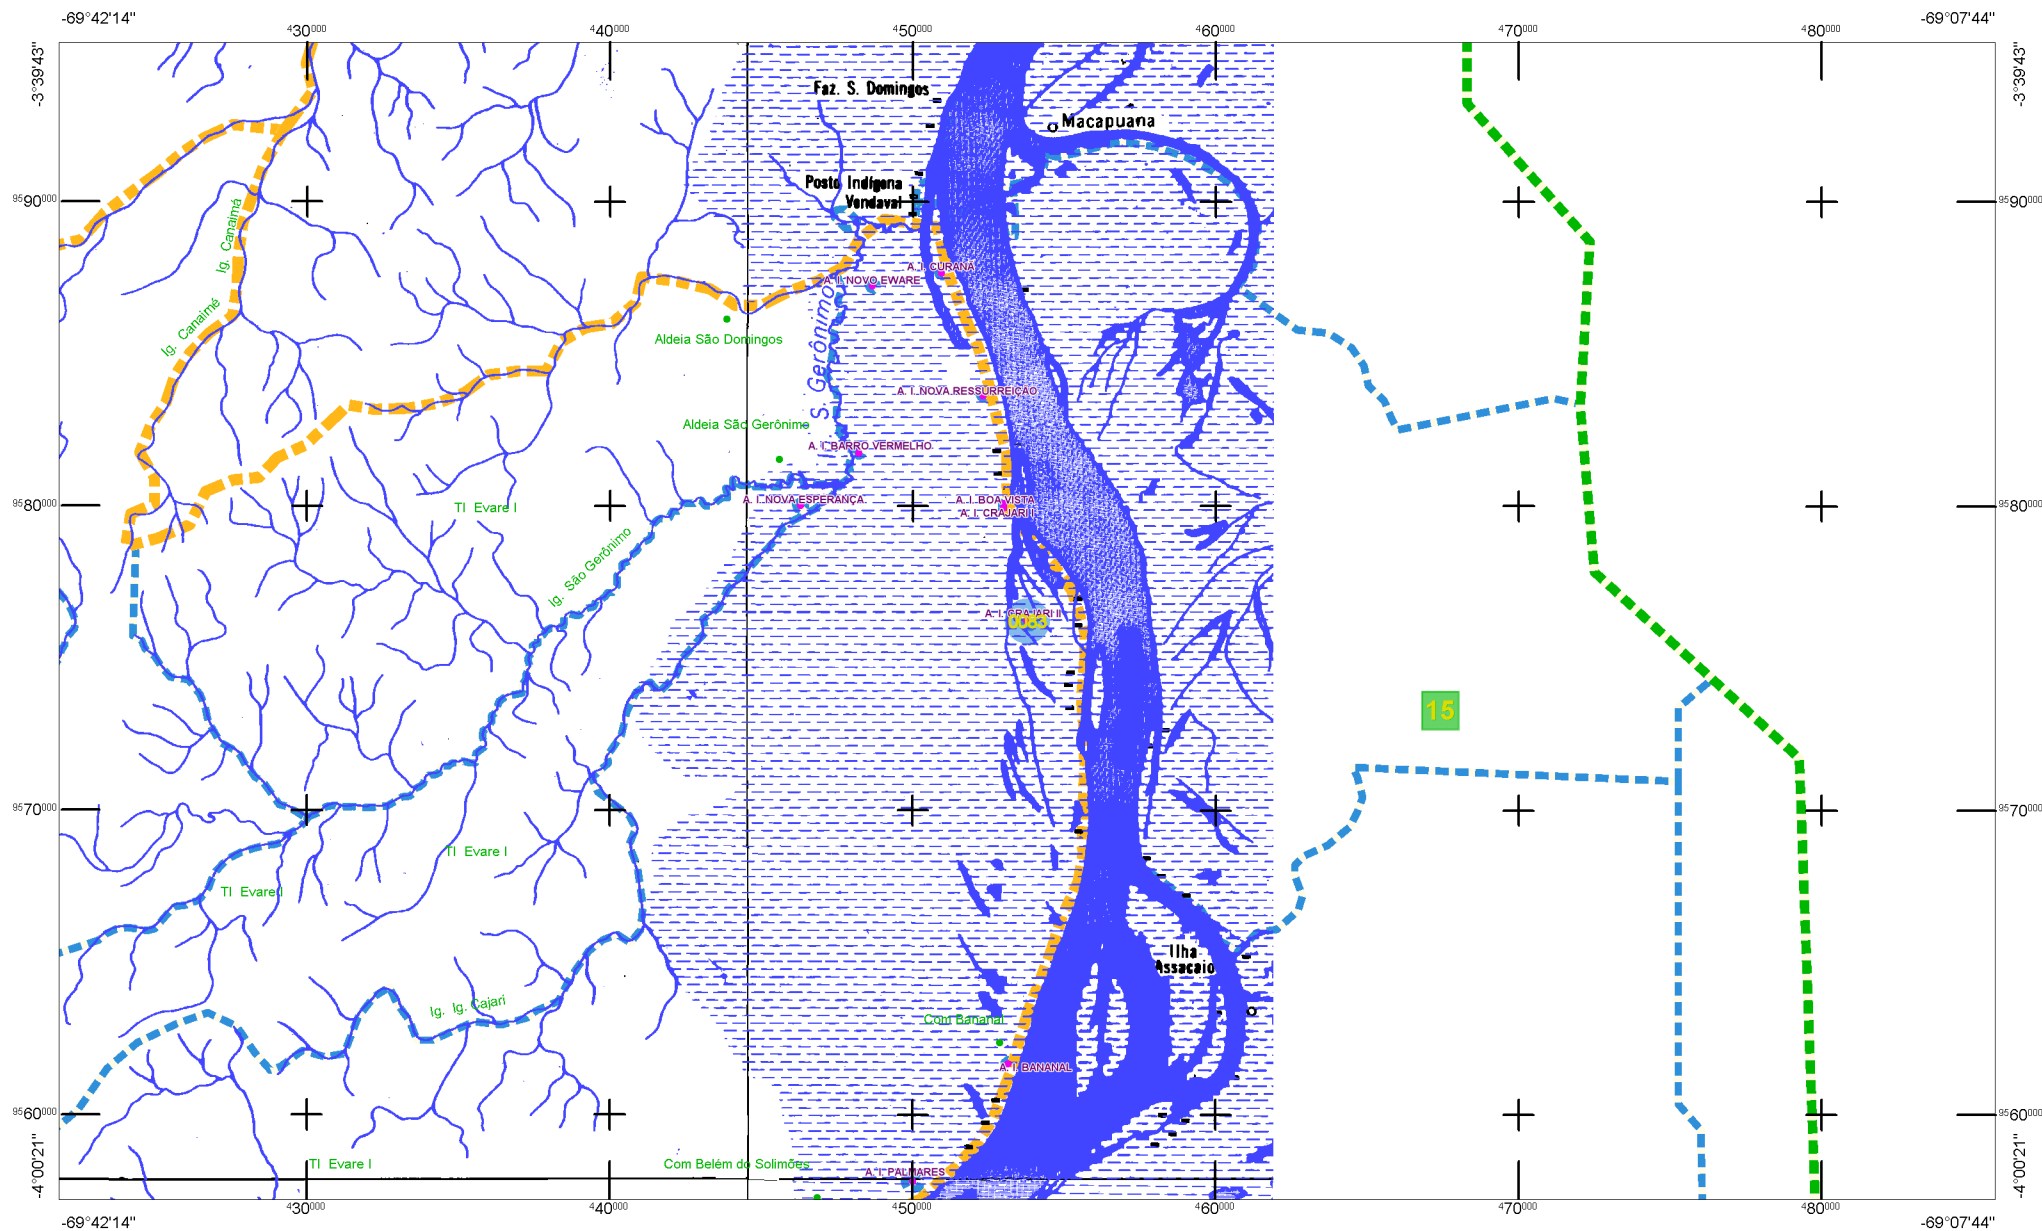 -69°42'14"
-69°07'44"
430000
440000
450000
460000
470000
480000
-3°39'43"
-3°39'43"
Faz. S. Domingos
Macapuana
Posto Indígena
Vendaval
9590000
9590000
Ig. Canaimã
A. I. CURANÃ
A. I. NOVO EWARE
Ig. Canaimé
Aldeia São Domingos
S. Gerônimo
A. I. NOVA RESSURREIÇÃO
Aldeia São Gerônimo
A. I. BARRO VERMELHO
A. I. NOVA ESPERANÇA
A. I. BOA VISTA
9580000
TI Evare I
A. I. CRAJARI I
9580000
Ig. São Gerônimo
A. I. CRAJARI II
0083
15
9570000
9570000
TI Evare I
TI Evare I
Ilha
Assacaio
Ig. Ig. Cajari
Com Bananal
A. I. BANANAL
9560000
9560000
TI Evare I
Com Belém do Solimões
A. I. PALMARES
-4°00'21"
-4°00'21"
430000
440000
450000
460000
470000
480000
-69°42'14"
-69°07'44"